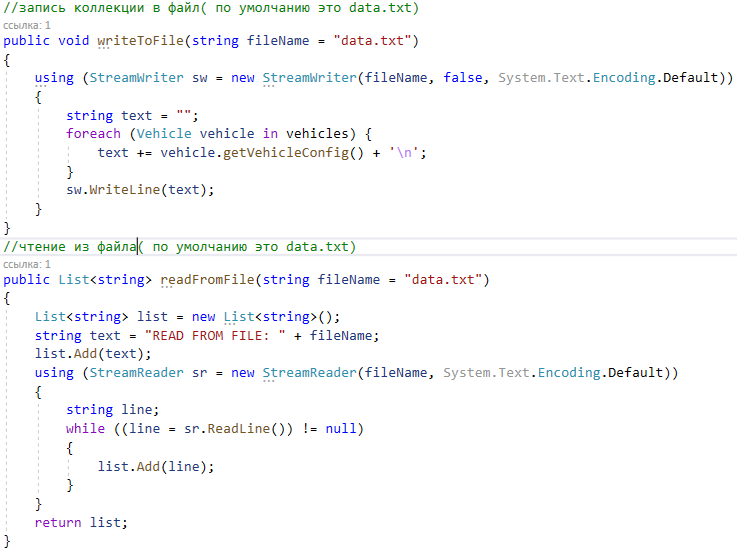 //запись коллекции в файл( по умолчанию это data.txt)
ссылка: 1
public void writeToFile(string fileName = "data.txt")
{
    using (StreamWriter sw = new StreamWriter(fileName, false, System.Text.Encoding.Default))
    {
        string text = "";
        foreach (Vehicle vehicle in vehicles) {
            text += vehicle.getVehicleConfig() + '\n';
        }
        sw.WriteLine(text);
    }
}
//чтение из файла( по умолчанию это data.txt)
ссылка: 1
public List<string> readFromFile(string fileName = "data.txt")
{
    List<string> list = new List<string>();
    string text = "READ FROM FILE: " + fileName;
    list.Add(text);
    using (StreamReader sr = new StreamReader(fileName, System.Text.Encoding.Default))
    {
        string line;
        while ((line = sr.ReadLine()) != null)
        {
            list.Add(line);
        }
    }
    return list;
}